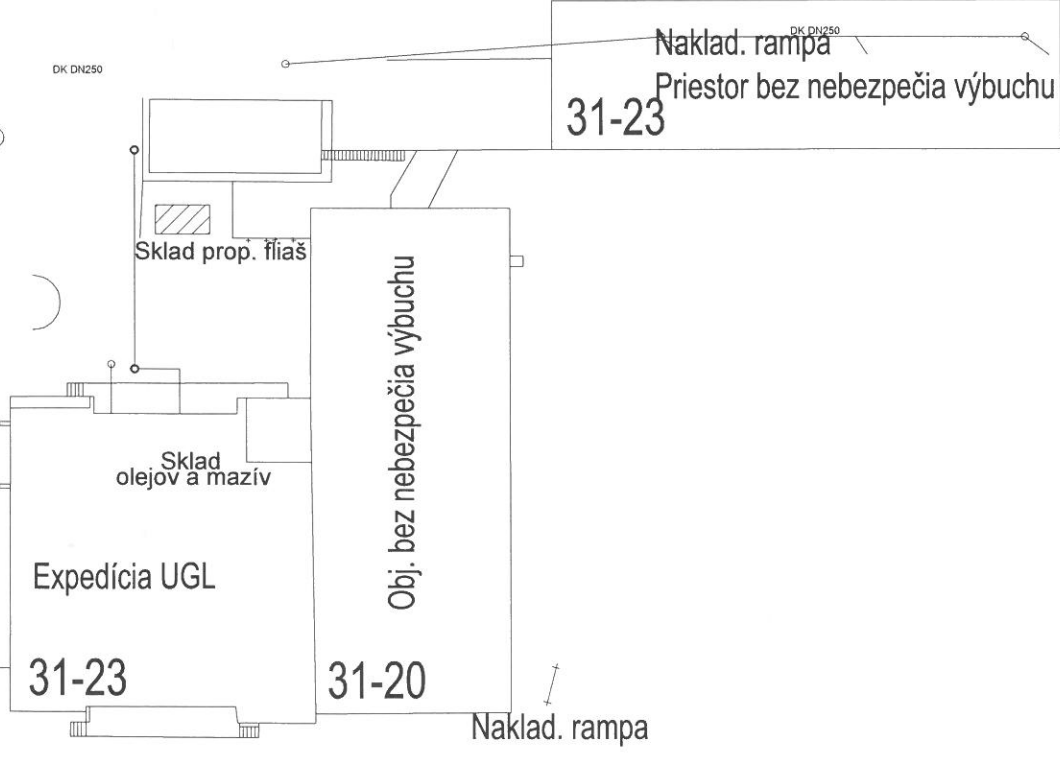 DK DN250
Naklad. rampa
DK DN250
Priestor bez nebezpečia výbuchu
31-23
Sklad prop. fliaš
Obj. bez nebezpečia výbuchu
Sklad
olejov a mazív
Expedícia UGL
31-23
31-20
Naklad. rampa